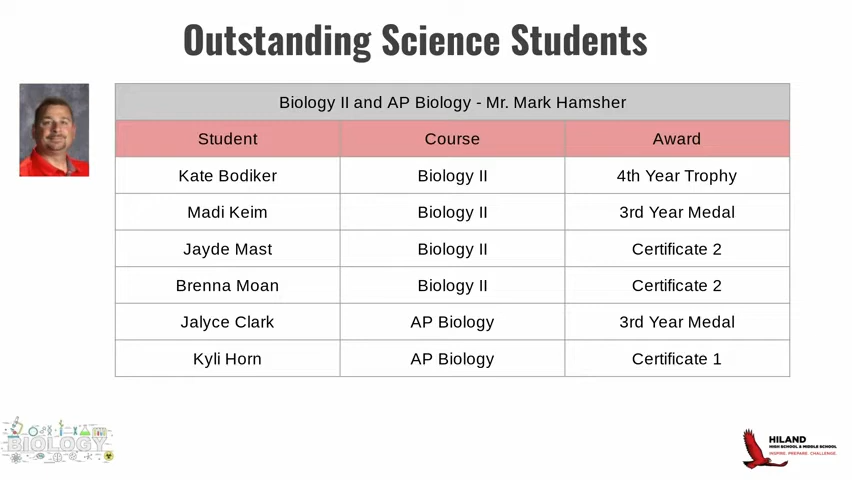 Outstanding Science Students
Biology II and AP Biology - Mr. Mark Hamsher
Student Course Award
Kate Bodiker Biology II 4th Year Trophy
Madi Keim Biology II 3rd Year Medal
Jayde Mast Biology II Certificate 2
Brenna Moan Biology II Certificate 2
Jalyce Clark AP Biology 3rd Year Medal
Kyli Horn AP Biology Certificate 1
BIOLOGY
HILAND
HIGH SCHOOL & MIDDLE SCHOOL
INSPIRE. PREPARE. CHALLENGE.